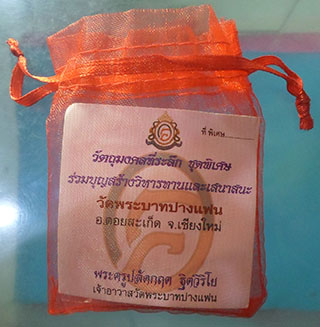 ที่ พิเศษ
วัตถุมงคลที่ระลึก ชุดพิเศษ
ร่วมบุญสร้างวิหารทานและเสนาสนะ
วัดพระบาทปางแฟน
อ.ดอยสะเก็ด จ.เชียงใหม่
พระครูปลัดกฤต ฐิตวิริโย
เจ้าอาวาสวัดพระบาทปางแฟน